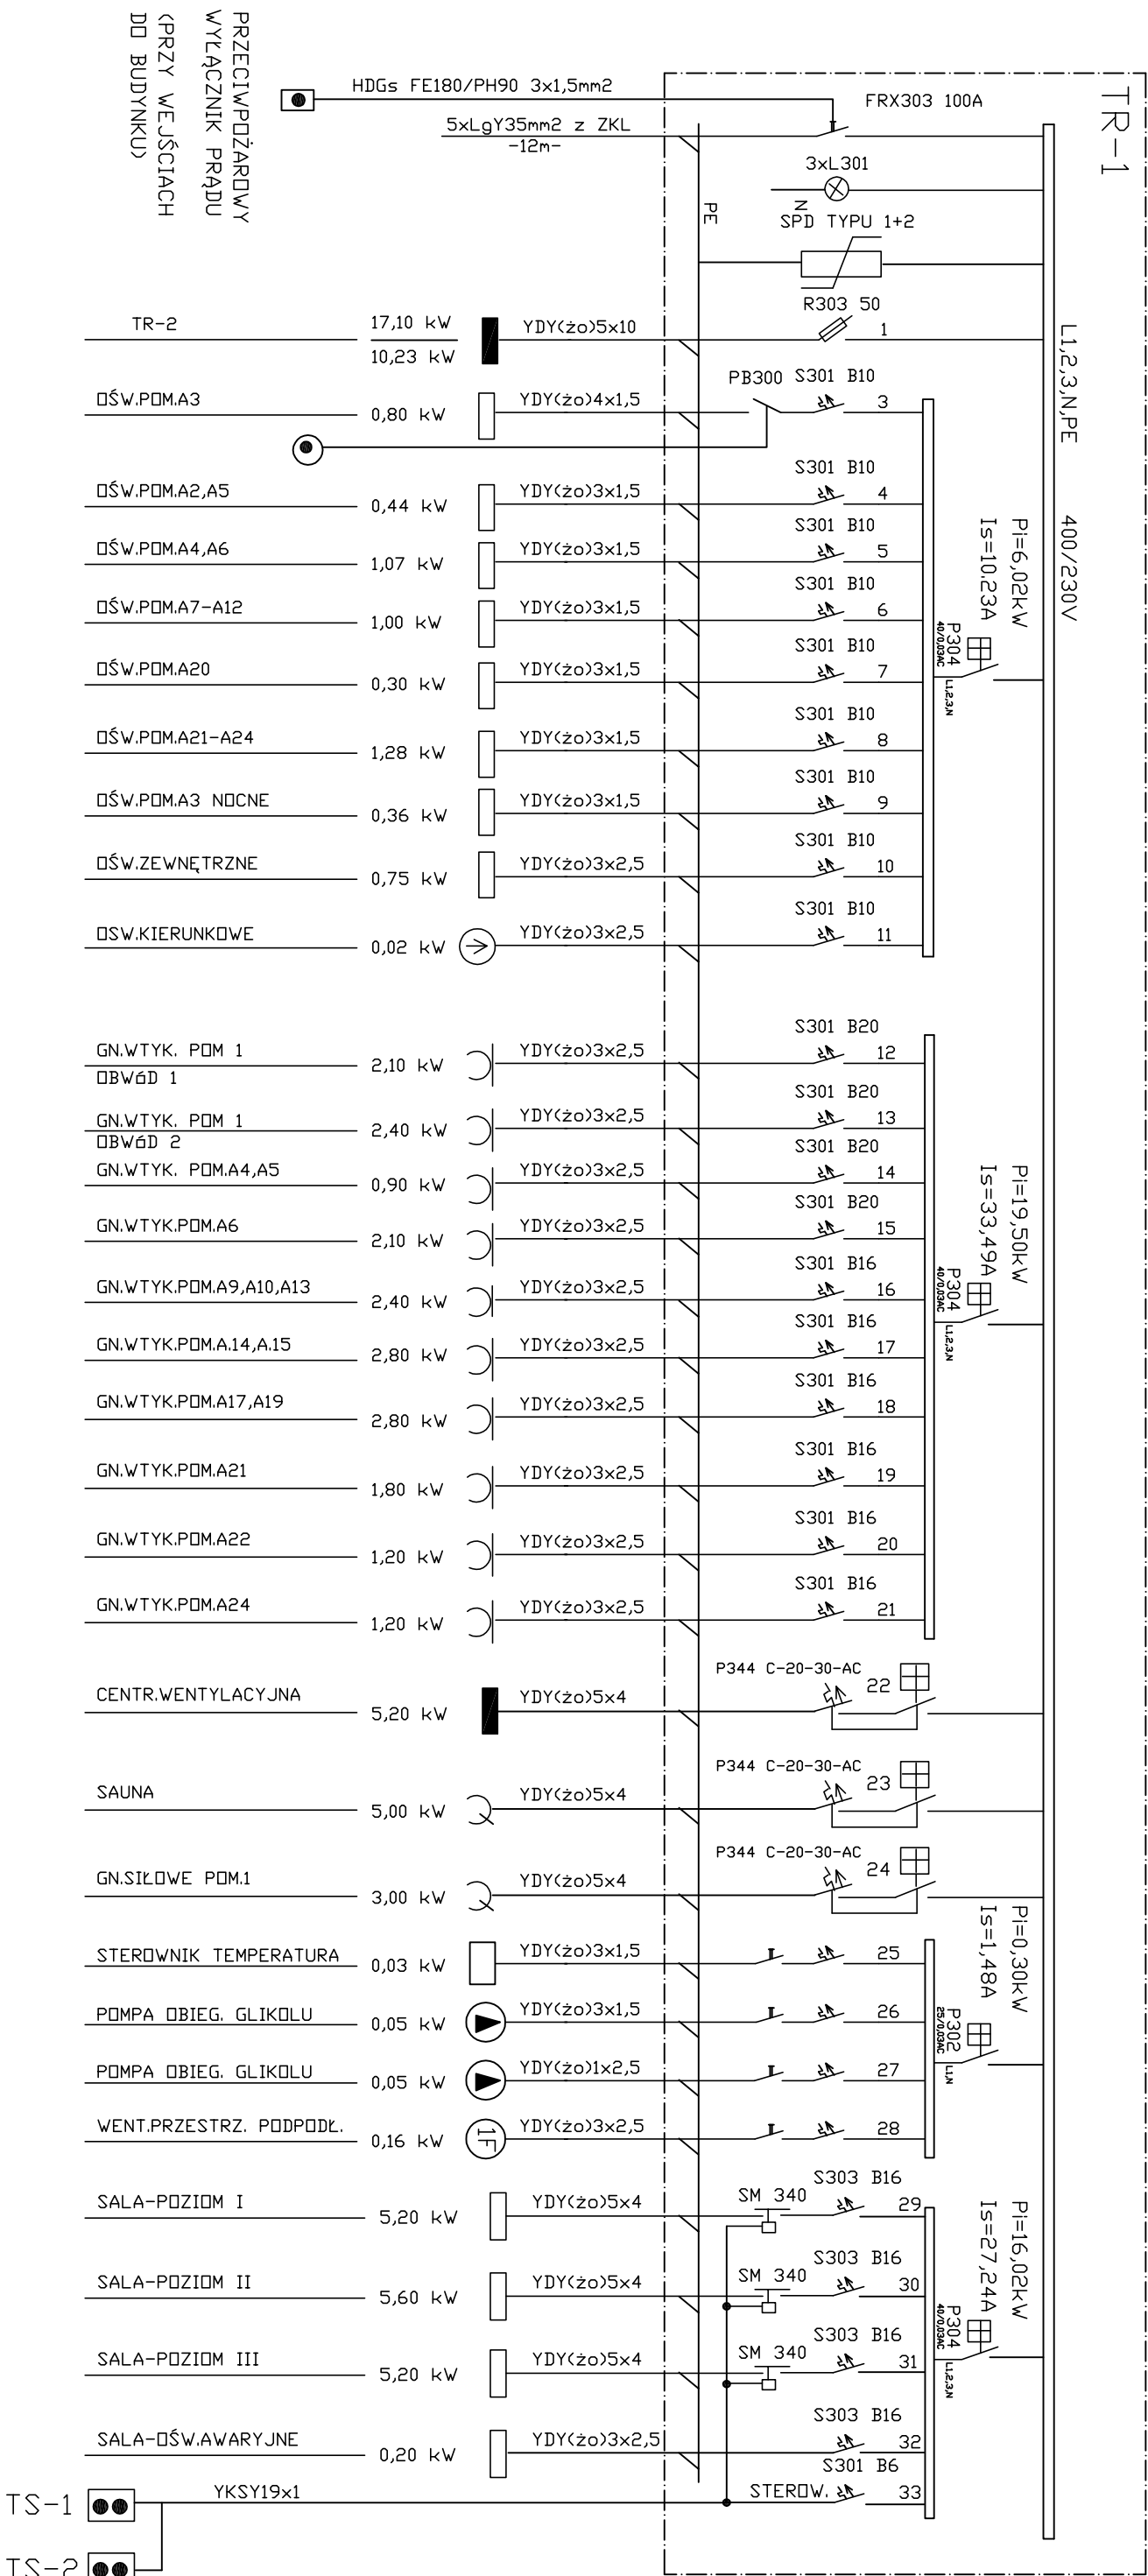 TR-1
PRZECIWPOŻAROWY
WYŁĄCZNIK PRĄDU
(PRZY WEJŚCIACH
DO BUDYNKU)
HDGs FE180/PH90 3x1,5mm2
FRX303 100A
5xLgY35mm2 z ZKL
-12m-
3xL301
N
SPD TYPU 1+2
PE
L1,2,3,N,PE 400/230V
TR-2 17,10 kW YDY(żo)5x10 R303 50 1
10,23 kW
OŚW.POM.A3 0,80 kW YDY(żo)4x1,5 PB300 S301 B10 3
OŚW.POM.A2,A5 0,44 kW YDY(żo)3x1,5 S301 B10 4
OŚW.POM.A4,A6 1,07 kW YDY(żo)3x1,5 S301 B10 5
OŚW.POM.A7-A12 1,00 kW YDY(żo)3x1,5 S301 B10 6
OŚW.POM.A20 0,30 kW YDY(żo)3x1,5 S301 B10 7
OŚW.POM.A21-A24 1,28 kW YDY(żo)3x1,5 S301 B10 8
OŚW.POM.A3 NOCNE 0,36 kW YDY(żo)3x1,5 S301 B10 9
OŚW.ZEWNĘTRZNE 0,75 kW YDY(żo)3x2,5 S301 B10 10
OSW.KIERUNKOWE 0,02 kW YDY(żo)3x2,5 S301 B10 11
Pi=6,02kW
Is=10.23A
P304
40/0,03AC
L1,2,3,N
GN.WTYK. POM 1 2,10 kW YDY(żo)3x2,5 S301 B20 12
OBWóD 1
GN.WTYK. POM 1 2,40 kW YDY(żo)3x2,5 S301 B20 13
OBWóD 2
GN.WTYK. POM.A4,A5 0,90 kW YDY(żo)3x2,5 S301 B20 14
GN.WTYK.POM.A6 2,10 kW YDY(żo)3x2,5 S301 B20 15
GN.WTYK.POM.A9,A10,A13 2,40 kW YDY(żo)3x2,5 S301 B16 16
GN.WTYK.POM.A.14,A.15 2,80 kW YDY(żo)3x2,5 S301 B16 17
GN.WTYK.POM.A17,A19 2,80 kW YDY(żo)3x2,5 S301 B16 18
GN.WTYK.POM.A21 1,80 kW YDY(żo)3x2,5 S301 B16 19
GN.WTYK.POM.A22 1,20 kW YDY(żo)3x2,5 S301 B16 20
GN.WTYK.POM.A24 1,20 kW YDY(żo)3x2,5 S301 B16 21
Pi=19,50kW
Is=33,49A
P304
40/0,03AC
L1,2,3,N
CENTR.WENTYLACYJNA 5,20 kW YDY(żo)5x4 P344 C-20-30-AC 22
SAUNA 5,00 kW YDY(żo)5x4 P344 C-20-30-AC 23
GN.SIŁOWE POM.1 3,00 kW YDY(żo)5x4 P344 C-20-30-AC 24
STEROWNIK TEMPERATURA 0,03 kW YDY(żo)3x1,5 25
POMPA OBIEG. GLIKOLU 0,05 kW YDY(żo)3x1,5 26
POMPA OBIEG. GLIKOLU 0,05 kW YDY(żo)1x2,5 27
WENT.PRZESTRZ. PODPODŁ. 0,16 kW 1F YDY(żo)3x2,5 28
Pi=0,30kW
Is=1,48A
P302
25/0,03AC
L1,N
SALA-POZIOM I 5,20 kW YDY(żo)5x4 SM 340 S303 B16 29
SALA-POZIOM II 5,60 kW YDY(żo)5x4 SM 340 S303 B16 30
SALA-POZIOM III 5,20 kW YDY(żo)5x4 SM 340 S303 B16 31
SALA-OŚW.AWARYJNE 0,20 kW YDY(żo)3x2,5 S303 B16 32
Pi=16,02kW
Is=27,24A
P304
40/0,03AC
L1,2,3,N
TS-1 YKSY19x1 STEROW. S301 B6 33
TS-2